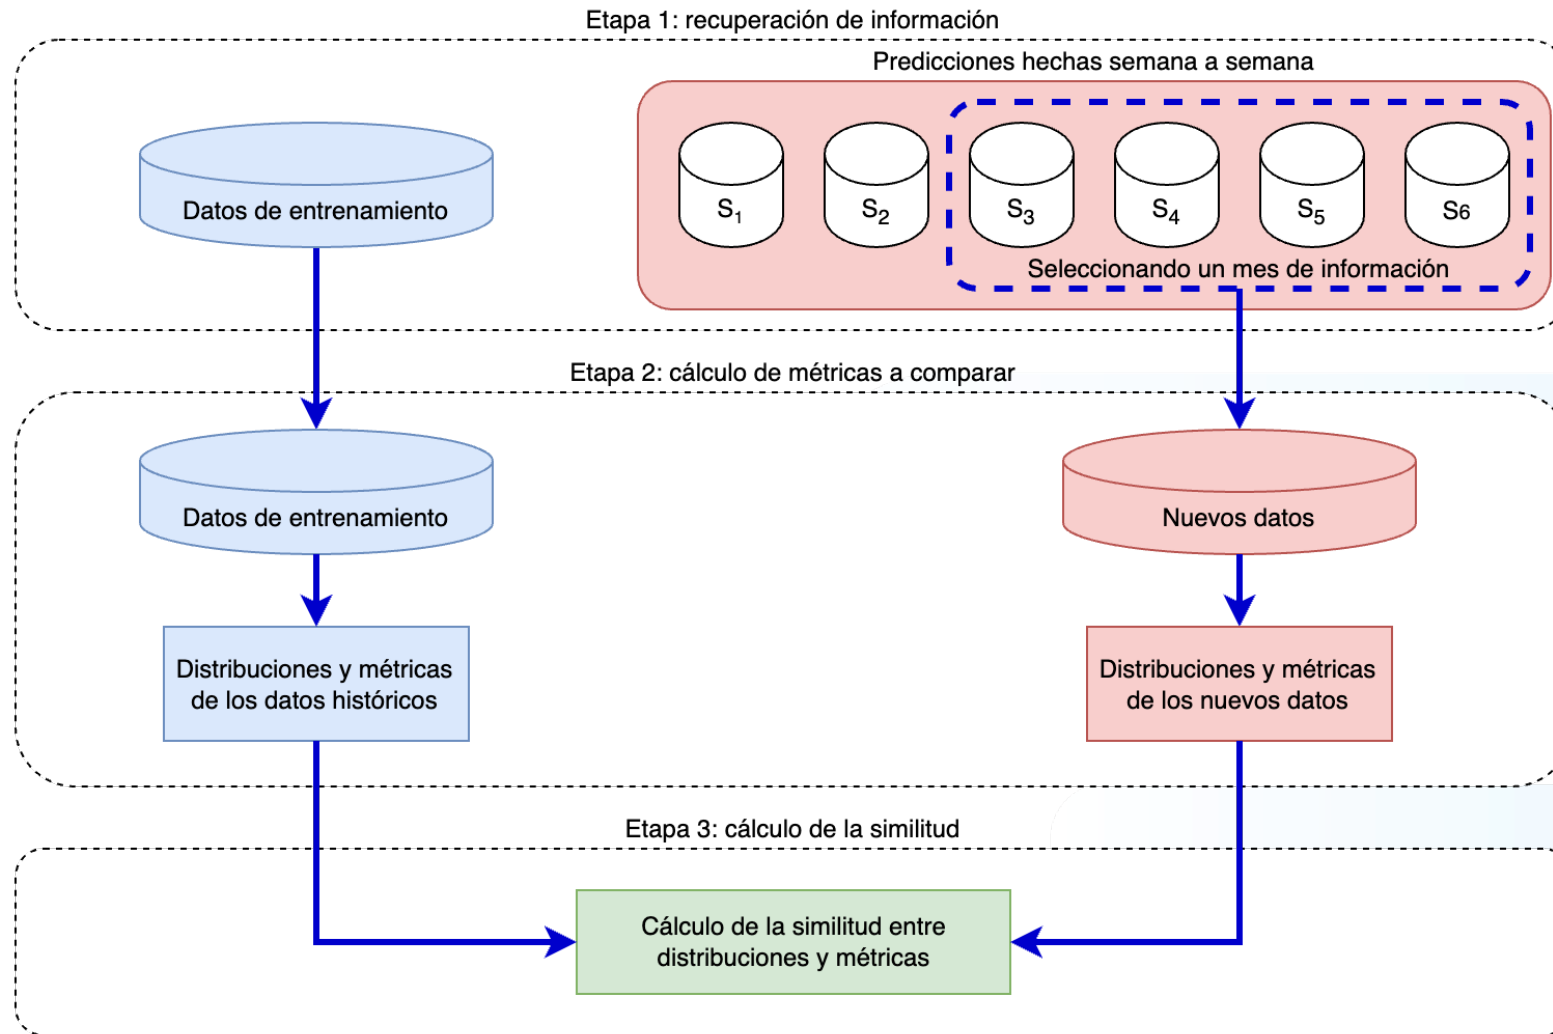 Etapa 1: recuperación de información
Predicciones hechas semana a semana
Datos de entrenamiento
S1
S2
S3
S4
S5
S6
Seleccionando un mes de información
Etapa 2: cálculo de métricas a comparar
Datos de entrenamiento
Nuevos datos
Distribuciones y métricas
de los datos históricos
Distribuciones y métricas
de los nuevos datos
Etapa 3: cálculo de la similitud
Cálculo de la similitud entre
distribuciones y métricas